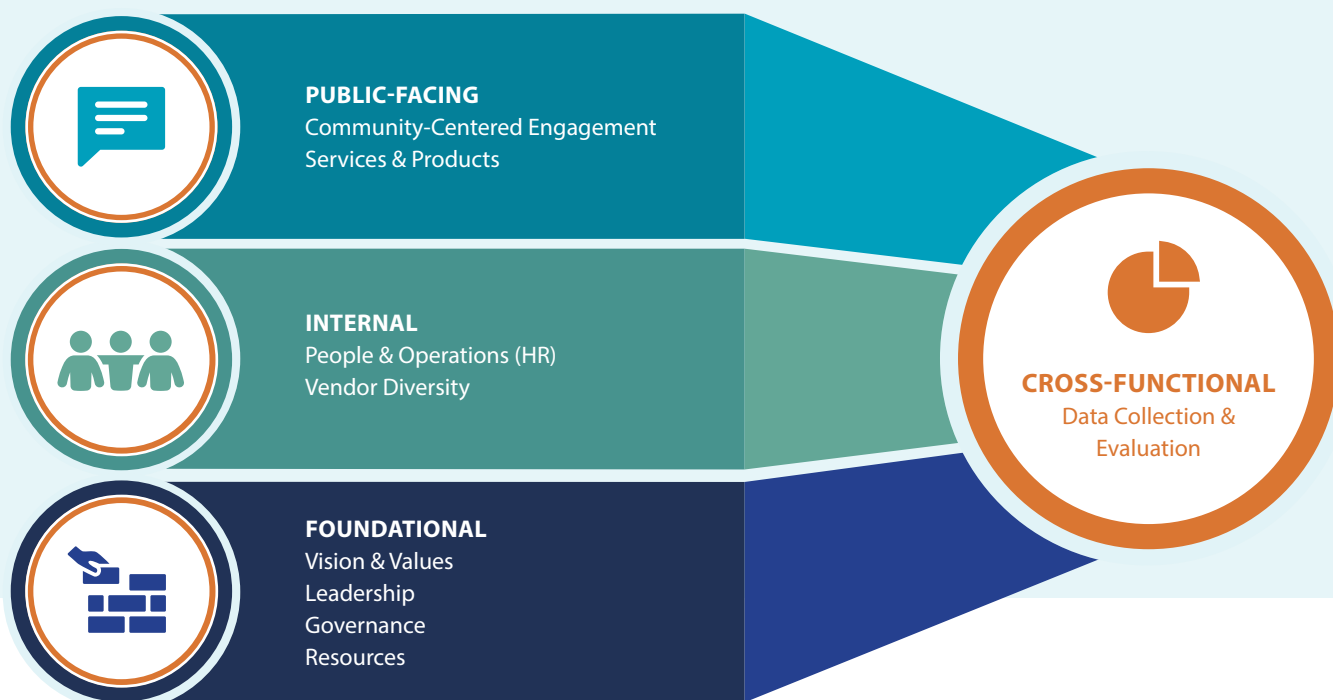 PUBLIC-FACING
Community-Centered Engagement
Services & Products
INTERNAL
People & Operations (HR)
Vendor Diversity
FOUNDATIONAL
Vision & Values
Leadership
Governance
Resources
CROSS-FUNCTIONAL
Data Collection &
Evaluation